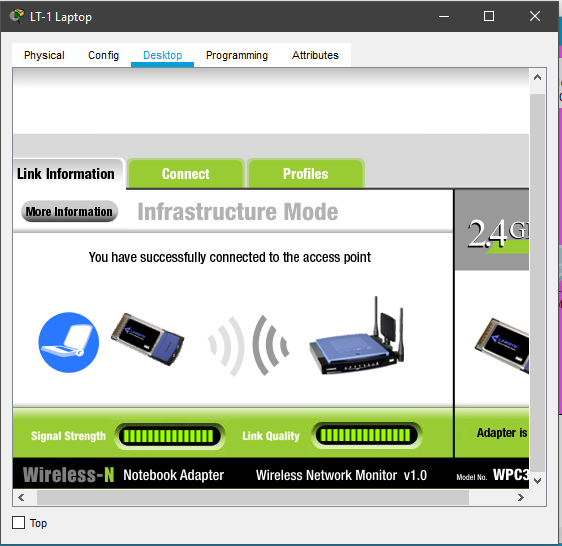 LT-1 Laptop
Physical Config Desktop Programming Attributes
Link Information Connect Profiles
More Information Infrastructure Mode
2.4G
You have successfully connected to the access point
Signal Strength Link Quality Adapter is
Wireless-N Notebook Adapter Wireless Network Monitor v1.0 Model No. WPC3
Top